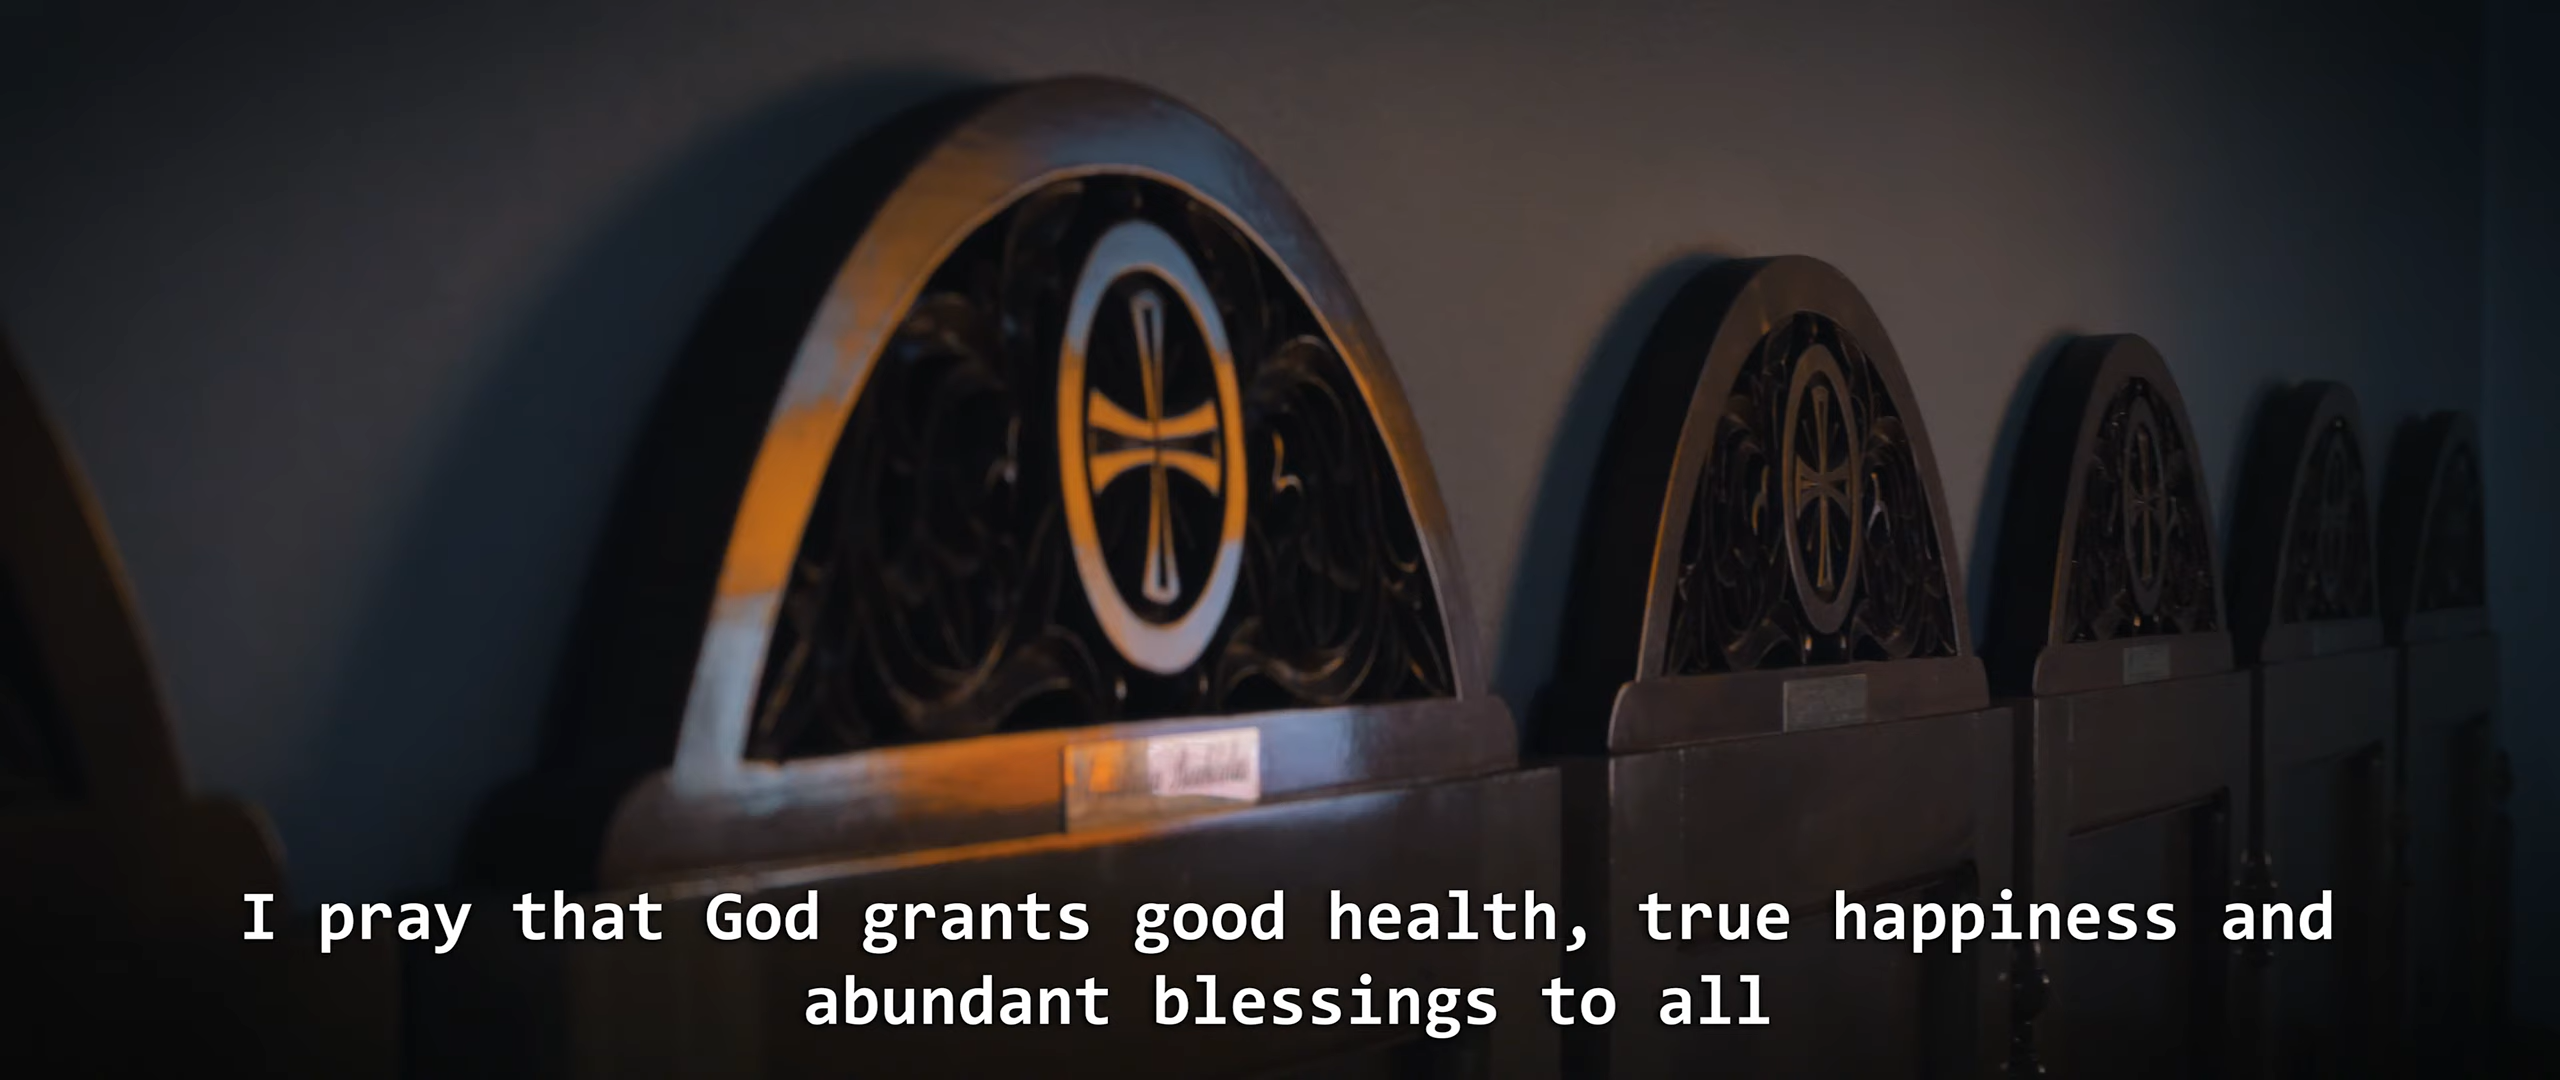 I pray that God grants good health, true happiness and
abundant blessings to all